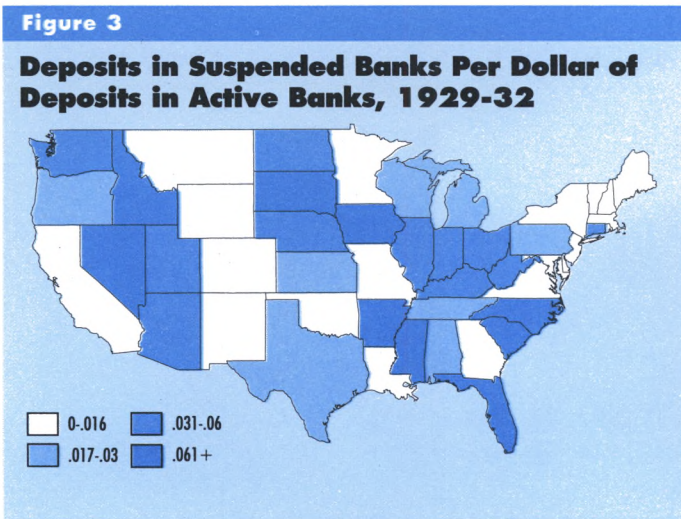 Figure 3
Deposits in Suspended Banks Per Dollar of
Deposits in Active Banks, 1929-32
0-.016
.031-.06
.017-.03
.061+